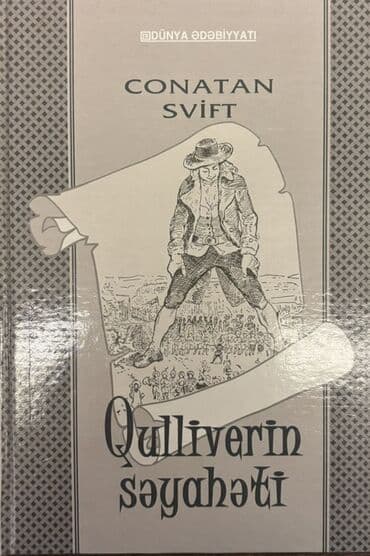 @DÜNYA ƏDƏBİYYATI
CONATAN
SVİFT
Qulliverin
səyahəti